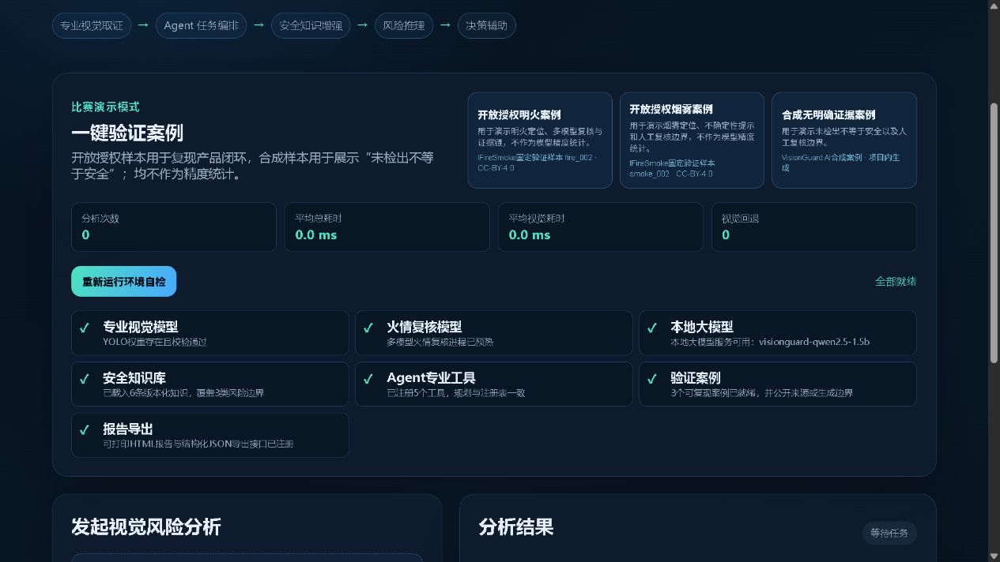 专业视觉取证 → Agent 任务编排 → 安全知识增强 → 风险推理 → 决策辅助
比赛演示模式
一键验证案例
开放授权样本用于复现产品闭环，合成样本用于展示“未检出不等
于安全”；均不作为精度统计。
开放授权明火案例
用于演示明火定位、多模型复核与
证据链，不作为模型精度统计。
IFireSmoke固定验证样本 fire_002 ·
CC-BY-4.0
开放授权烟雾案例
用于演示烟雾定位、不确定性提示
和人工复核边界，不作为模型精度
统计。
IFireSmoke固定验证样本
smoke_002 · CC-BY-4.0
合成无明确证据案例
用于演示未检出不等于安全以及人
工复核边界。
VisionGuard AI合成案例 · 项目内生
成
分析次数
0
平均总耗时
0.0 ms
平均视觉耗时
0.0 ms
视觉回退
0
重新运行环境自检
全部就绪
✓ 专业视觉模型
YOLO权重存在且校验通过
✓ 火情复核模型
多模型火情复核进程已预热
✓ 本地大模型
本地大模型服务可用：visionguard-qwen2.5-1.5b
✓ 安全知识库
已载入6条版本化知识，覆盖3类风险边界
✓ Agent专业工具
已注册5个工具，规划与注册表一致
✓ 验证案例
3个可复现案例已就绪，并公开来源或生成边界
✓ 报告导出
可打印HTML报告与结构化JSON导出接口已注册
发起视觉风险分析
分析结果
等待任务